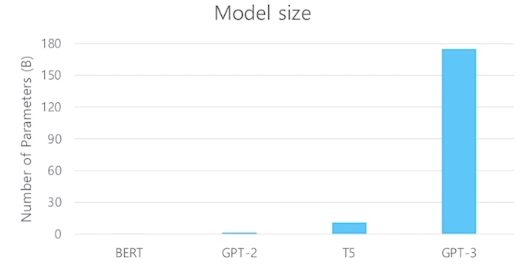 Model size
Number of Parameters (B)
180
150
120
90
60
30
0
BERT
GPT-2
T5
GPT-3